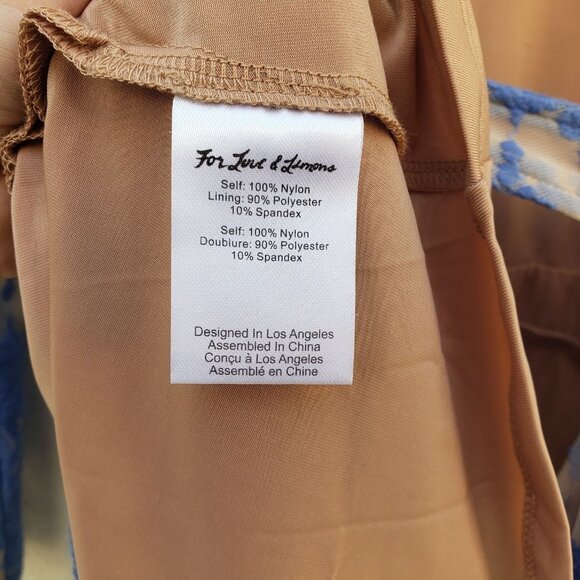 For Love & Lemons
Self: 100% Nylon
Lining: 90% Polyester
10% Spandex
Self: 100% Nylon
Doublure: 90% Polyester
10% Spandex
Designed In Los Angeles
Assembled In China
Conçu à Los Angeles
Assemblé en Chine